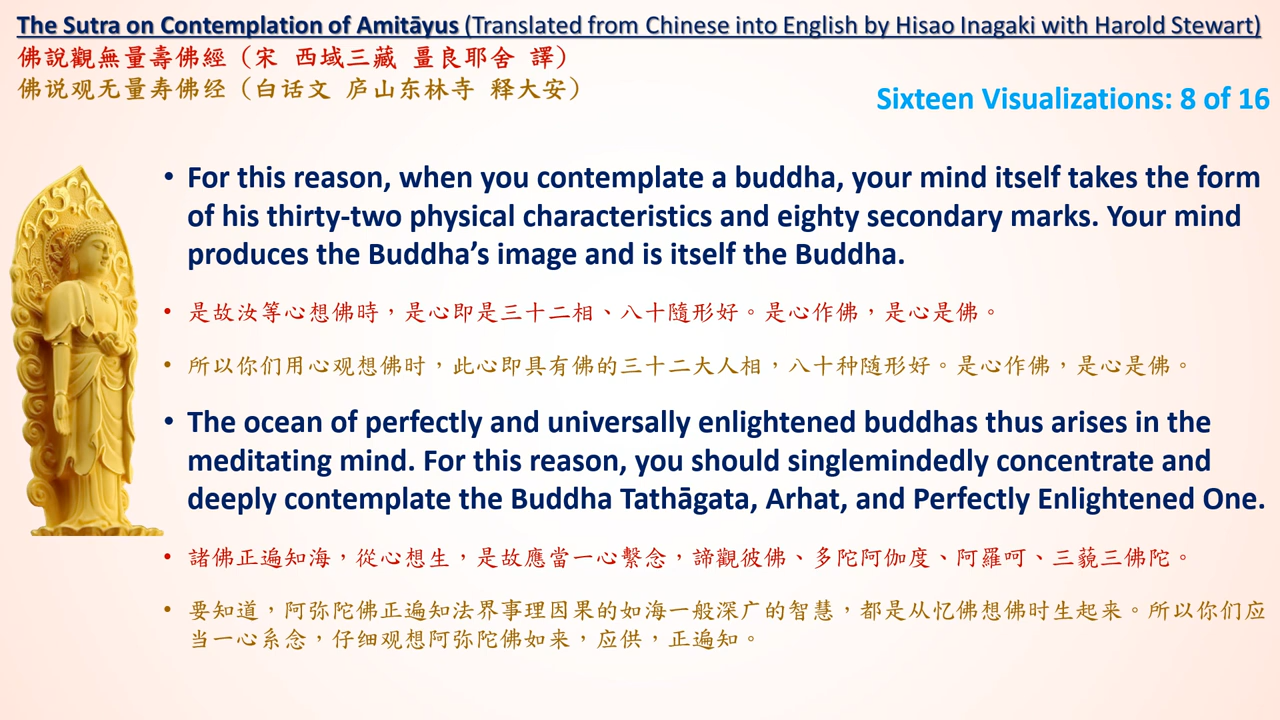 The Sutra on Contemplation of Amitāyus (Translated from Chinese into English by Hisao Inagaki with Harold Stewart)
佛說觀無量壽佛經（宋 西域三藏 畺良耶舍 譯）
佛说观无量寿佛经（白话文 庐山东林寺 释大安）
Sixteen Visualizations: 8 of 16
• For this reason, when you contemplate a buddha, your mind itself takes the form
of his thirty-two physical characteristics and eighty secondary marks. Your mind
produces the Buddha’s image and is itself the Buddha.
• 是故汝等心想佛時，是心即是三十二相、八十隨形好。是心作佛，是心是佛。
• 所以你们用心观想佛时，此心即具有佛的三十二大人相，八十种随形好。是心作佛，是心是佛。
• The ocean of perfectly and universally enlightened buddhas thus arises in the
meditating mind. For this reason, you should singlemindedly concentrate and
deeply contemplate the Buddha Tathāgata, Arhat, and Perfectly Enlightened One.
• 諸佛正遍知海，從心想生，是故應當一心繫念，諦觀彼佛、多陀阿伽度、阿羅呵、三藐三佛陀。
• 要知道，阿弥陀佛正遍知法界事理因果的如海一般深广的智慧，都是从忆佛想佛时生起来。所以你们应
当一心系念，仔细观想阿弥陀佛如来，应供，正遍知。